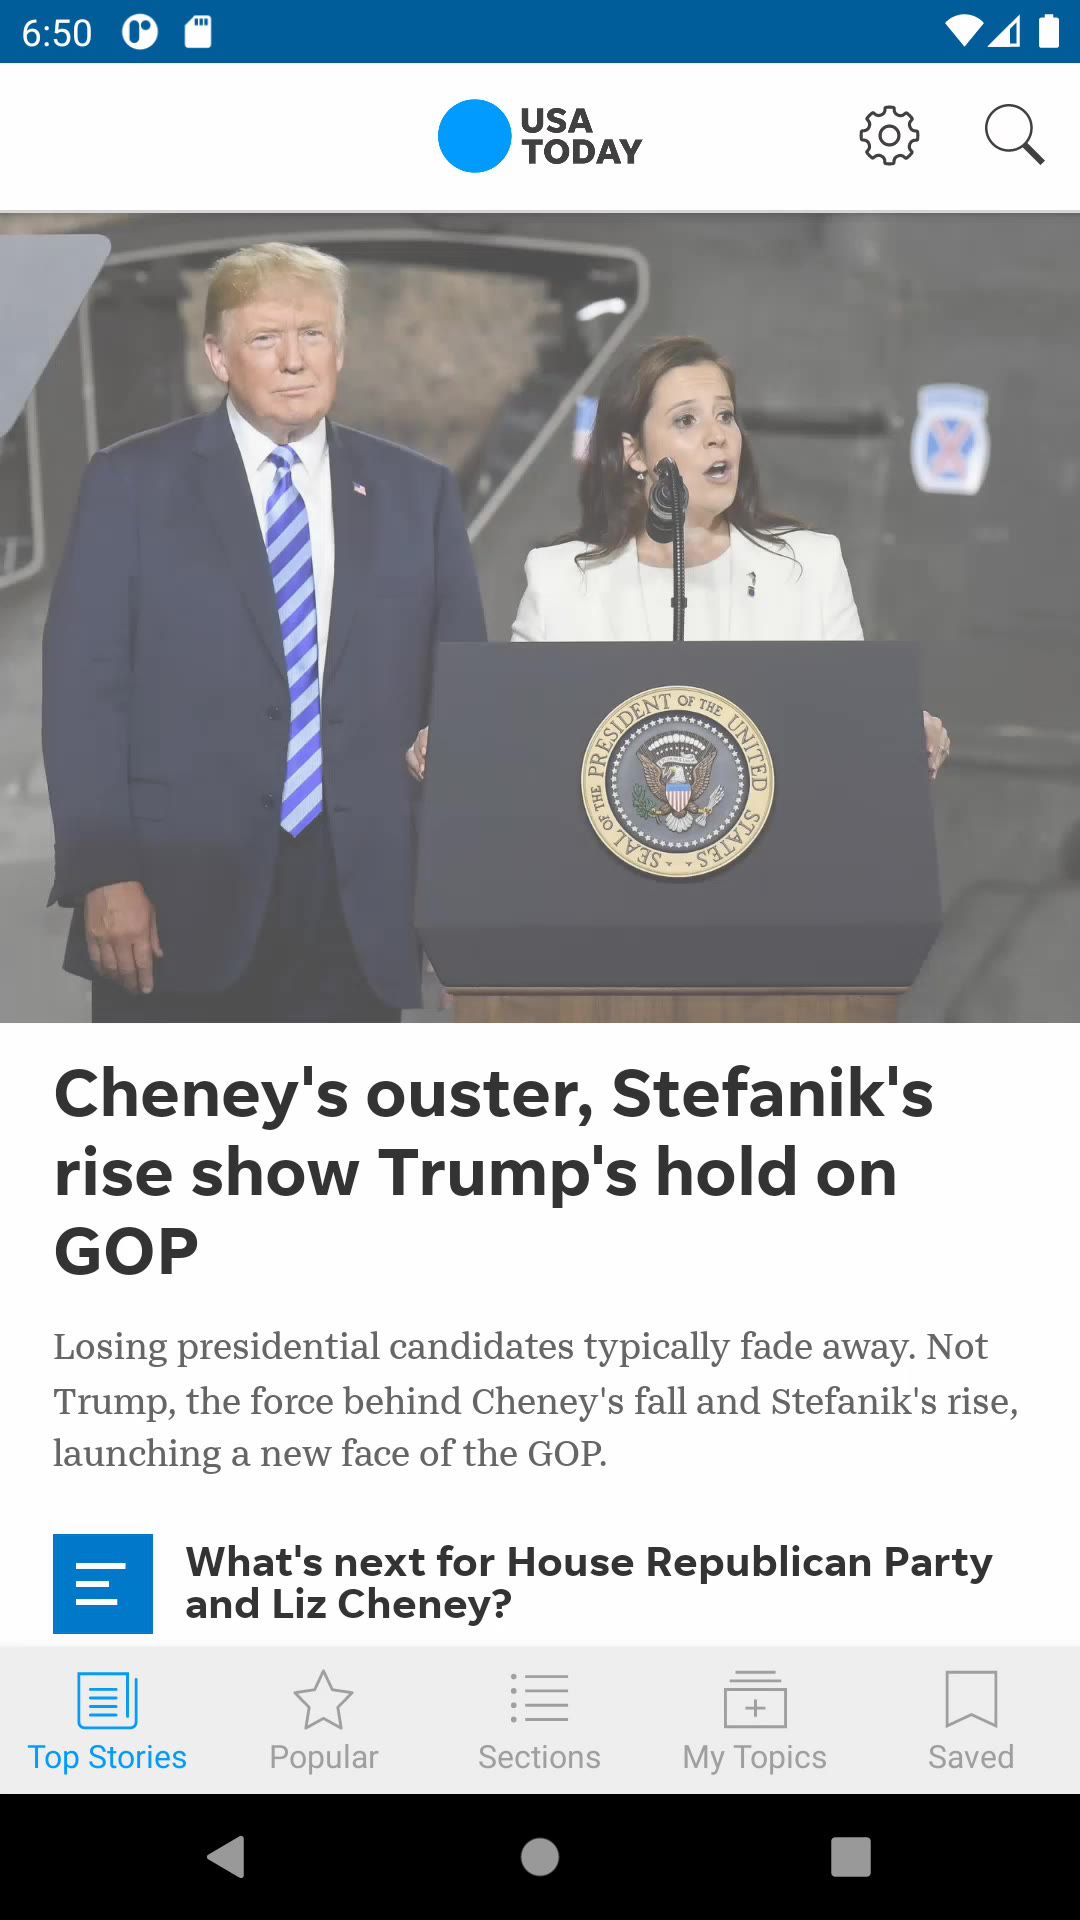 6:50
USA
TODAY
SEAL OF THE PRESIDENT OF THE UNITED STATES
Cheney's ouster, Stefanik's
rise show Trump's hold on
GOP
Losing presidential candidates typically fade away. Not
Trump, the force behind Cheney's fall and Stefanik's rise,
launching a new face of the GOP.
What's next for House Republican Party
and Liz Cheney?
Top Stories
Popular
Sections
My Topics
Saved